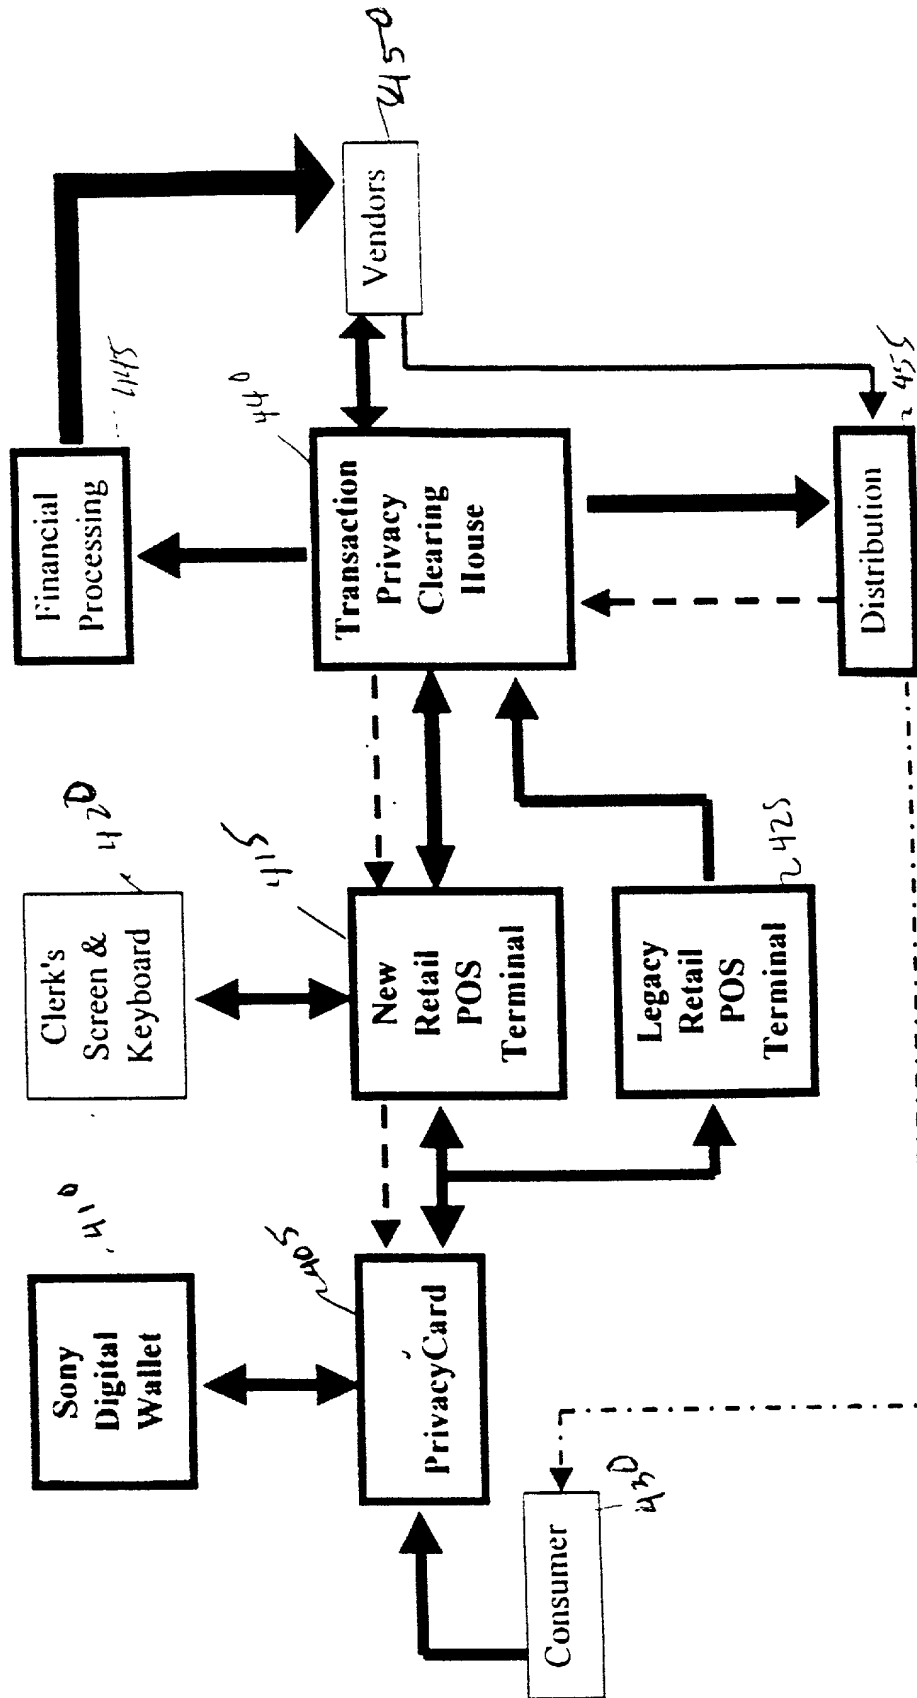 Sony
Digital
Wallet
410
Clerk's
Screen &
Keyboard
420
Financial
Processing
445
PrivacyCard
405
New
Retail
POS
Terminal
415
Transaction
Privacy
Clearing
House
440
Vendors
450
Consumer
430
Legacy
Retail
POS
Terminal
425
Distribution
455